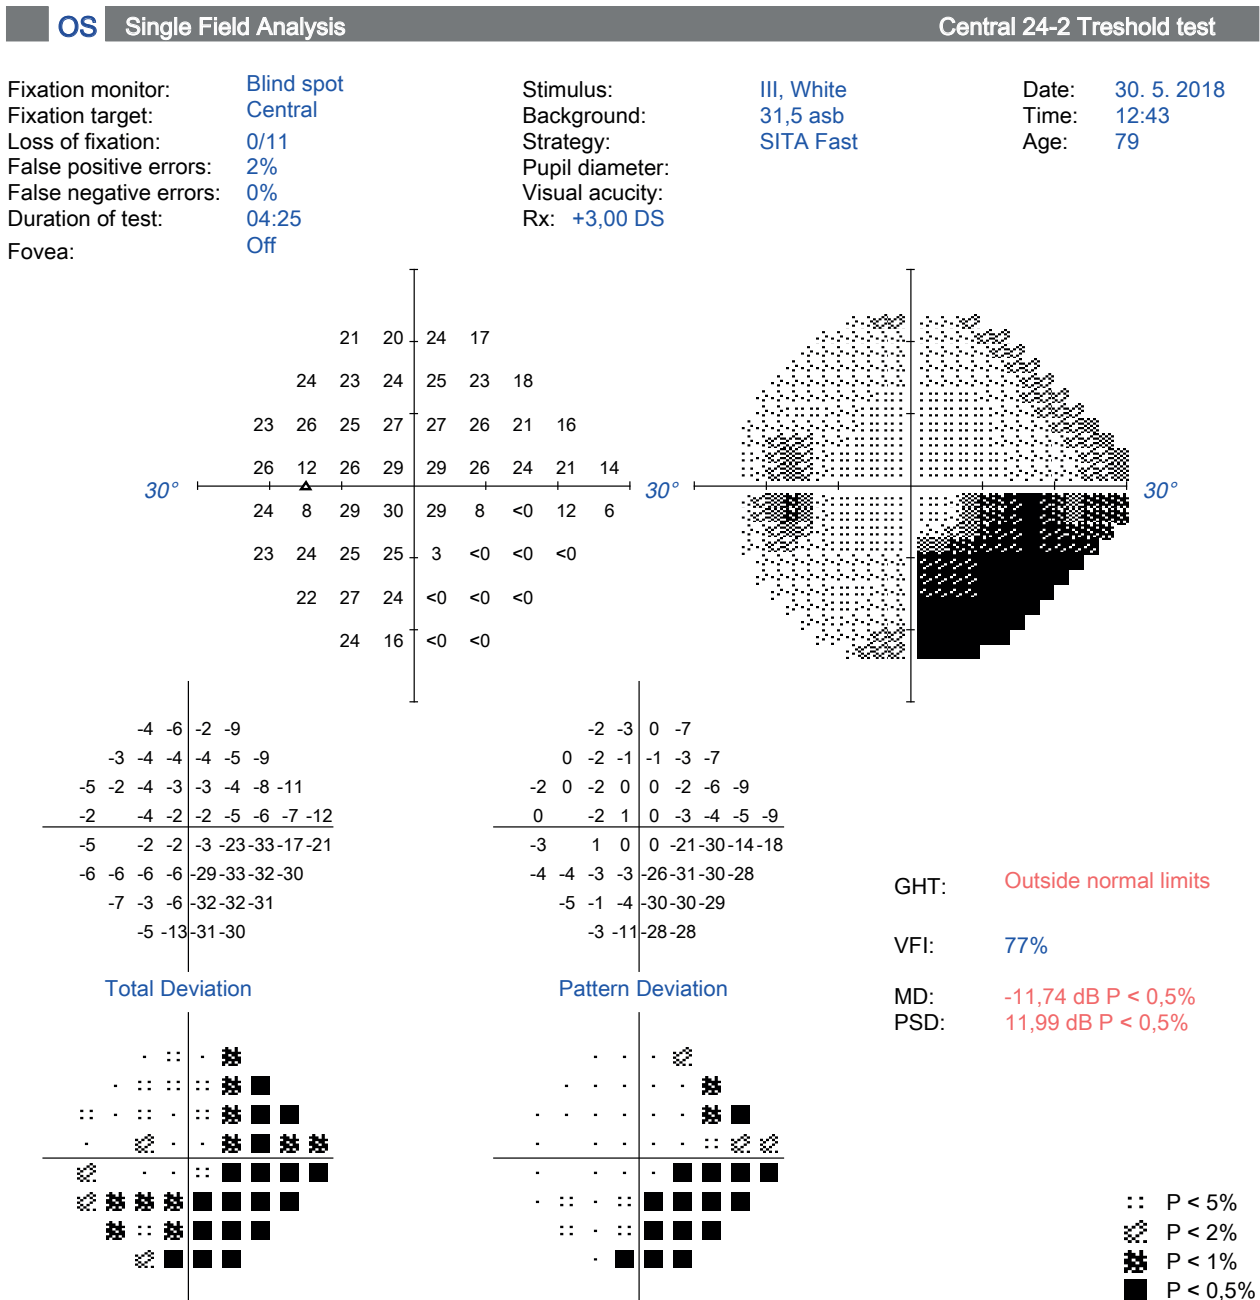 OS Single Field Analysis Central 24-2 Treshold test
Fixation monitor: Blind spot Stimulus: III, White Date: 30. 5. 2018
Fixation target: Central Background: 31,5 asb Time: 12:43
Loss of fixation: 0/11 Strategy: SITA Fast Age: 79
False positive errors: 2% Pupil diameter:
False negative errors: 0% Visual acucity:
Duration of test: 04:25 Rx: +3,00 DS
Fovea: Off
21 20 24 17
24 23 24 25 23 18
23 26 25 27 27 26 21 16
26 12 26 29 29 26 24 21 14
30° 30° 30°
24 8 29 30 29 8 <0 12 6
23 24 25 25 3 <0 <0 <0
22 27 24 <0 <0 <0
24 16 <0 <0
-4 -6 -2 -9 -2 -3 0 -7
-3 -4 -4 -4 -5 -9 0 -2 -1 -1 -3 -7
-5 -2 -4 -3 -3 -4 -8 -11 -2 0 -2 0 0 -2 -6 -9
-2 -4 -2 -2 -5 -6 -7 -12 0 -2 1 0 -3 -4 -5 -9
-5 -2 -2 -3 -23 -33 -17 -21 -3 1 0 0 -21 -30 -14 -18
-6 -6 -6 -6 -29 -33 -32 -30 -4 -4 -3 -3 -26 -31 -30 -28
-7 -3 -6 -32 -32 -31 -5 -1 -4 -30 -30 -29
-5 -13 -31 -30 -3 -11 -28 -28
GHT: Outside normal limits
VFI: 77%
Total Deviation Pattern Deviation
MD: -11,74 dB P < 0,5%
PSD: 11,99 dB P < 0,5%
P < 5%
P < 2%
P < 1%
P < 0,5%